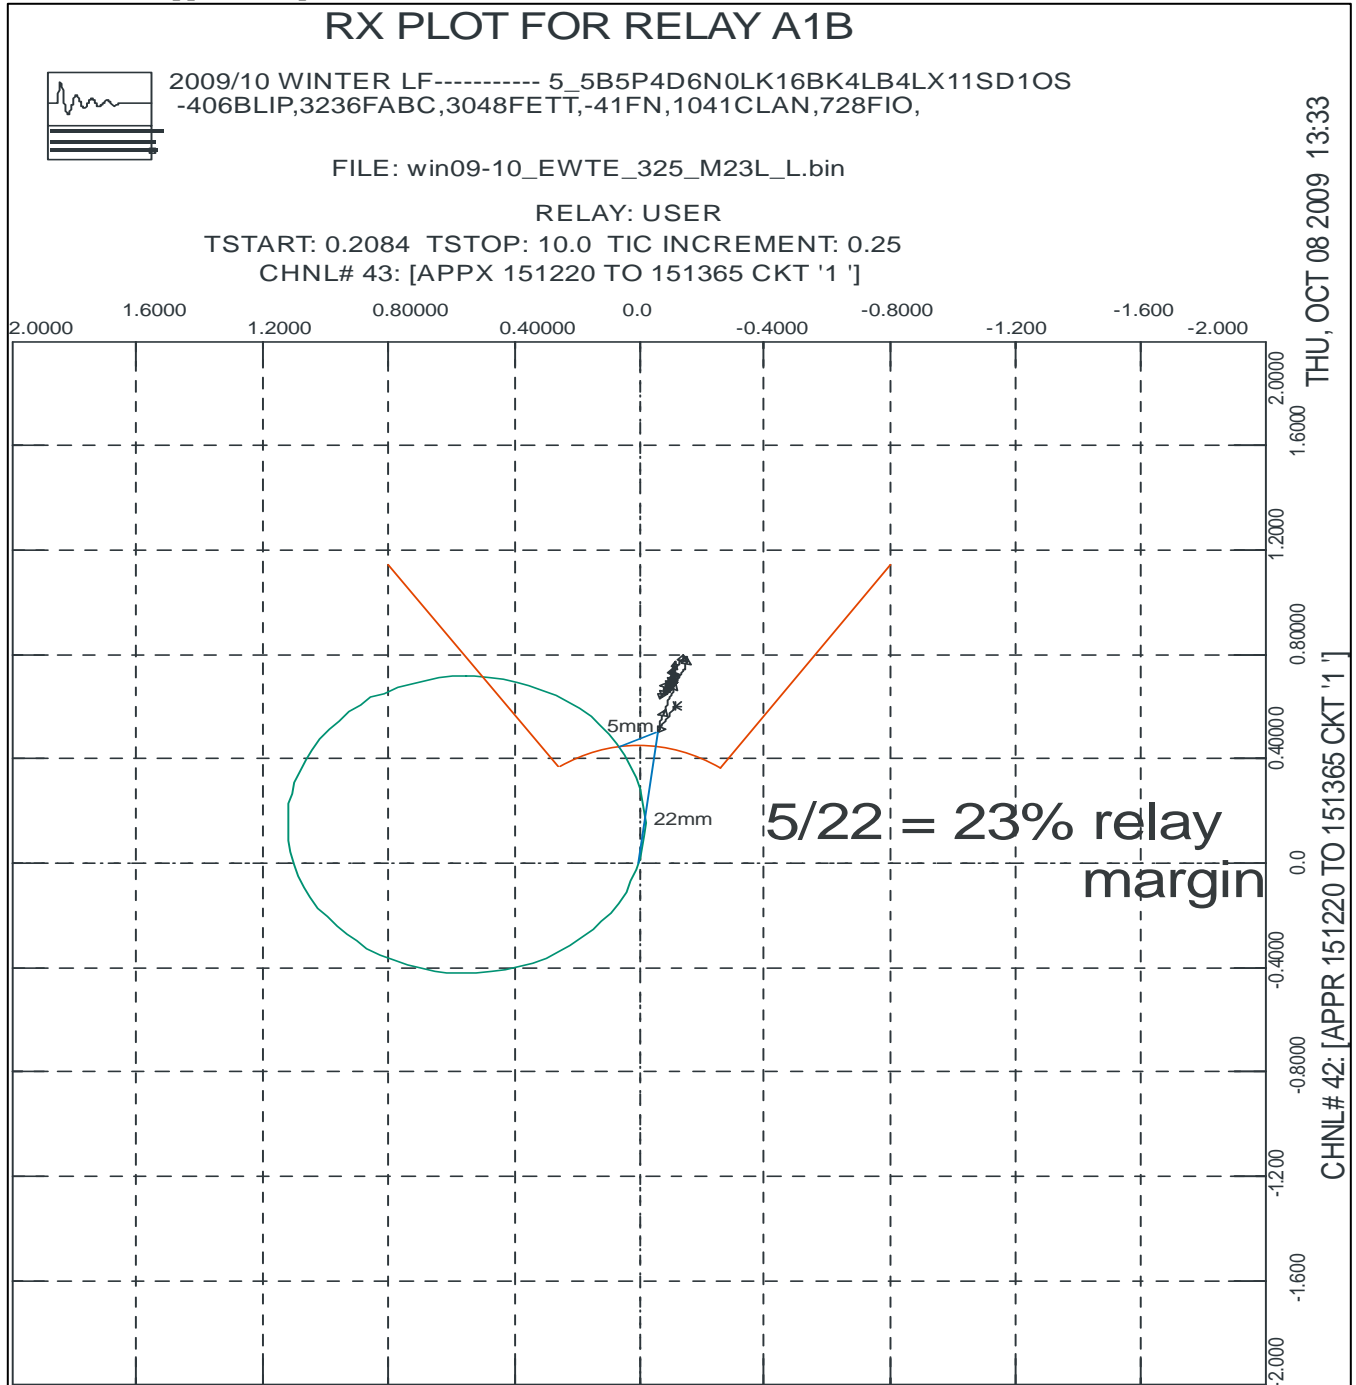 RX PLOT FOR RELAY A1B
2009/10 WINTER LF----------- 5_5B5P4D6N0LK16BK4LB4LX11SD1OS
-406BLIP,3236FABC,3048FETT,-41FN,1041CLAN,728FIO,
FILE: win09-10_EWTE_325_M23L_L.bin
RELAY: USER
TSTART: 0.2084 TSTOP: 10.0 TIC INCREMENT: 0.25
CHNL# 43: [APPX 151220 TO 151365 CKT '1 ']
1.6000 0.80000 0.0 -0.8000 -1.600
2.0000 1.2000 0.40000 -0.4000 -1.200 -2.000
THU, OCT 08 2009 13:33
2.0000
1.6000
1.2000
0.80000
0.40000
0.0
-0.4000
-0.8000
-1.200
-1.600
-2.000
CHNL# 42: [APPR 151220 TO 151365 CKT '1 ']
5mm
22mm
5/22 = 23% relay
margin